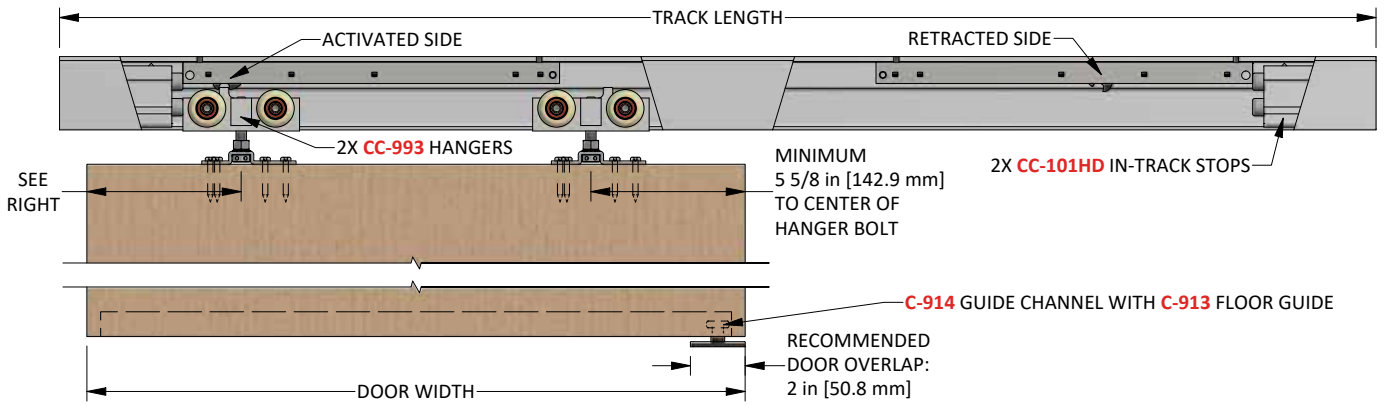 TRACK LENGTH
ACTIVATED SIDE
RETRACTED SIDE
2X CC-993 HANGERS
2X CC-101HD IN-TRACK STOPS
SEE
RIGHT
MINIMUM
5 5/8 in [142.9 mm]
TO CENTER OF
HANGER BOLT
C-914 GUIDE CHANNEL WITH C-913 FLOOR GUIDE
RECOMMENDED
DOOR OVERLAP:
2 in [50.8 mm]
DOOR WIDTH